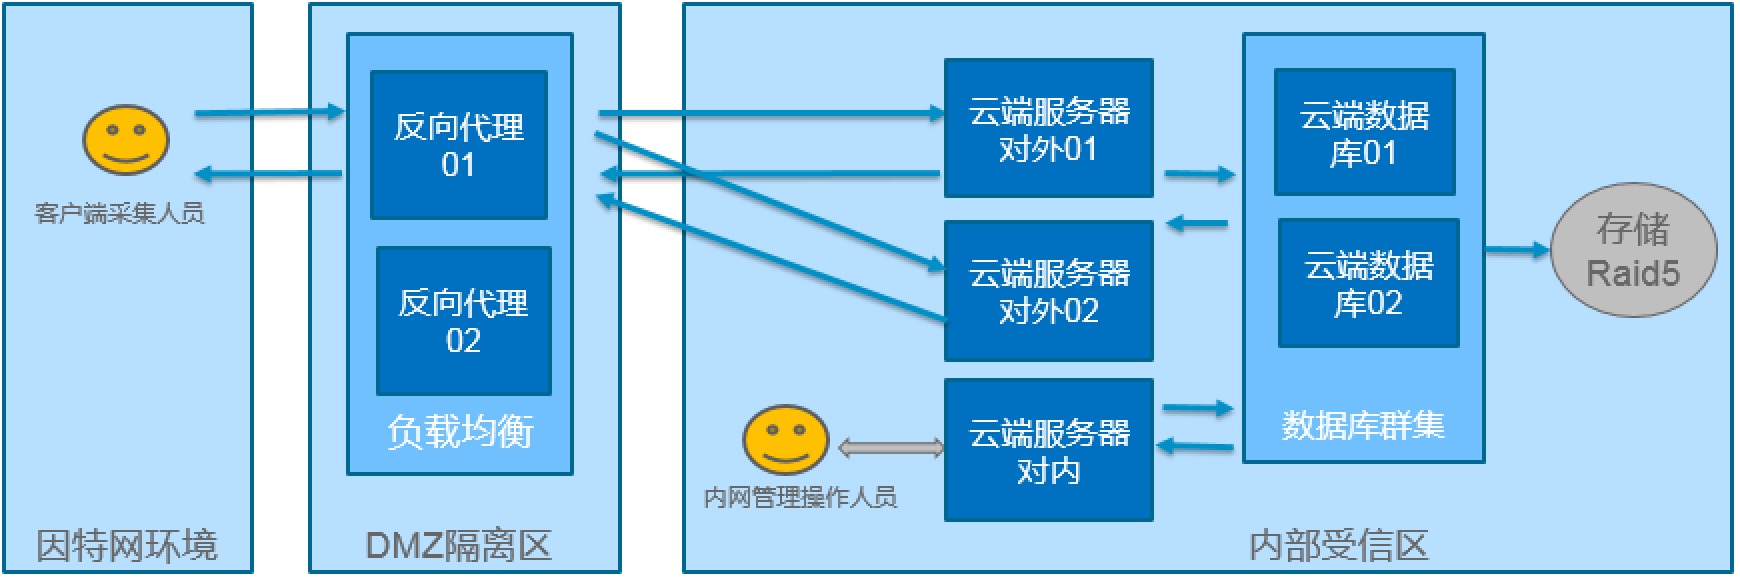 客户端采集人员
因特网环境
反向代理
01
反向代理
02
负载均衡
DMZ隔离区
云端服务器
对外01
云端服务器
对外02
云端服务器
对内
内网管理操作人员
云端数据
库01
云端数据
库02
数据库群集
存储
Raid5
内部受信区